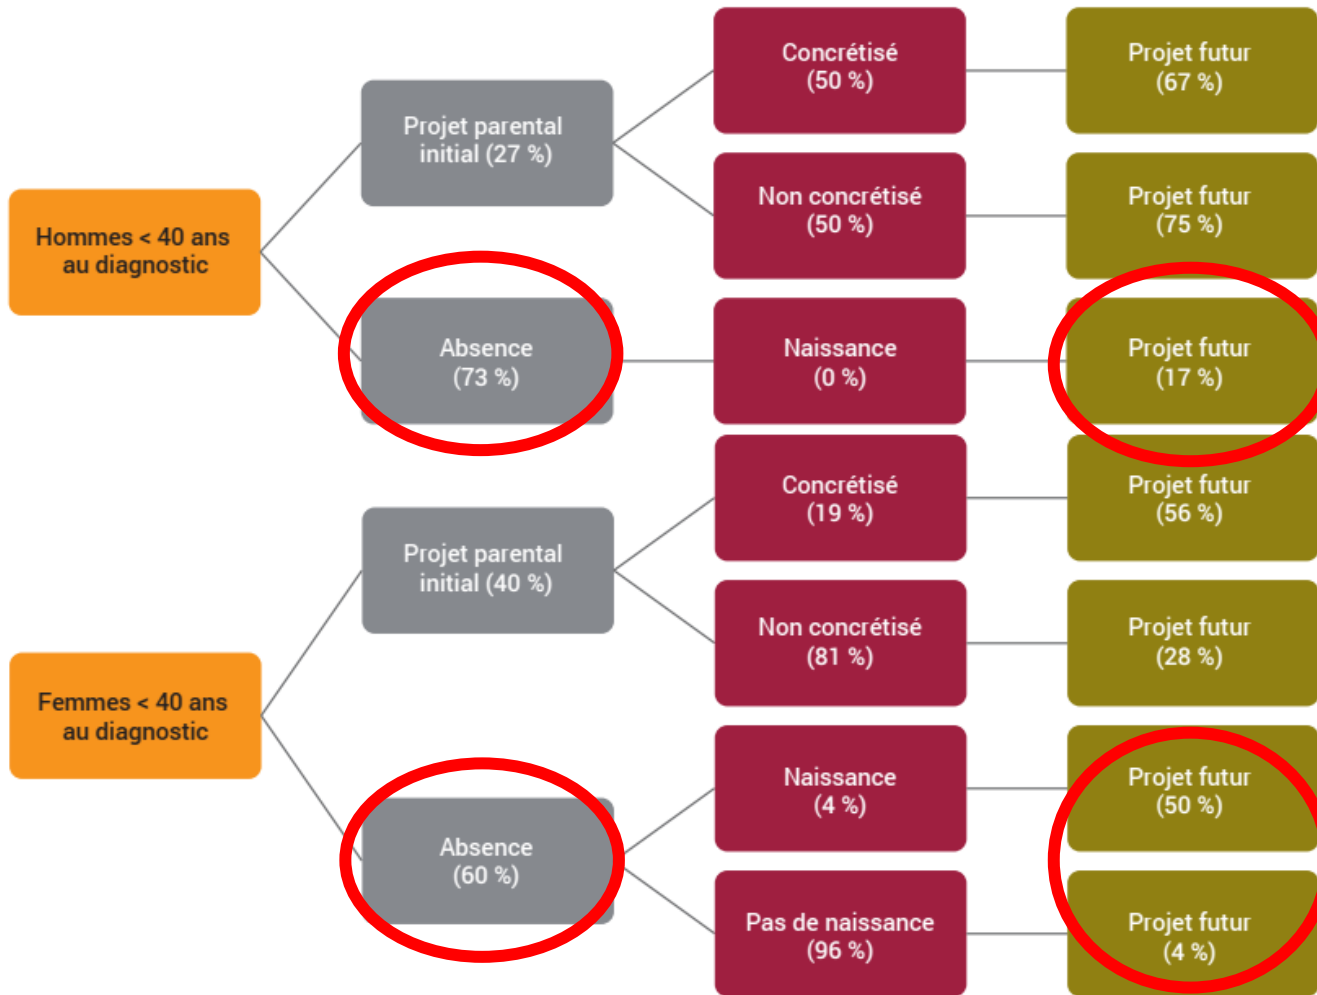 Hommes < 40 ans
au diagnostic
Projet parental
initial (27 %)
Concrétisé
(50 %)
Projet futur
(67 %)
Non concrétisé
(50 %)
Projet futur
(75 %)
Absence
(73 %)
Naissance
(0 %)
Projet futur
(17 %)
Femmes < 40 ans
au diagnostic
Projet parental
initial (40 %)
Concrétisé
(19 %)
Projet futur
(56 %)
Non concrétisé
(81 %)
Projet futur
(28 %)
Absence
(60 %)
Naissance
(4 %)
Projet futur
(50 %)
Pas de naissance
(96 %)
Projet futur
(4 %)